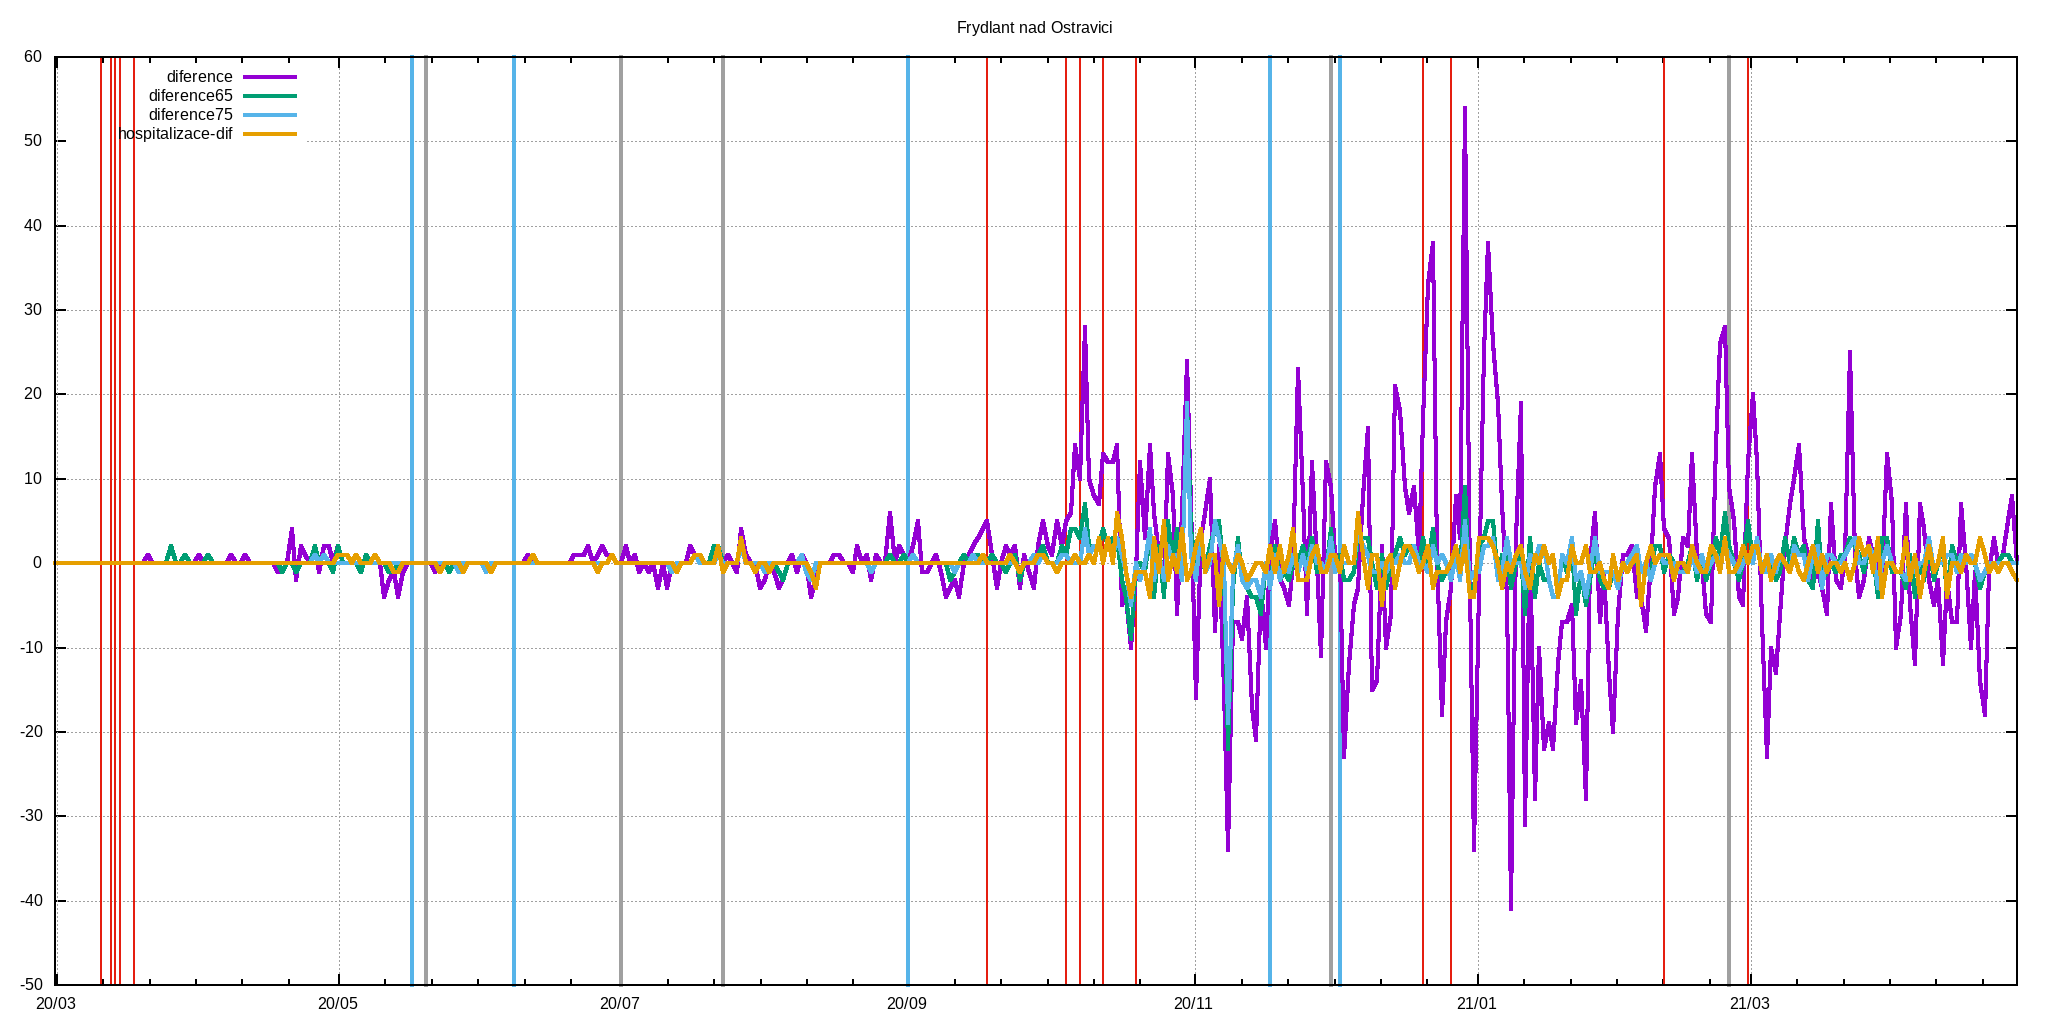 Frydlant nad Ostravici
60
diference
diference65
diference75
hospitalizace-dif
50
40
30
20
10
0
-10
-20
-30
-40
-50
20/03 20/05 20/07 20/09 20/11 21/01 21/03